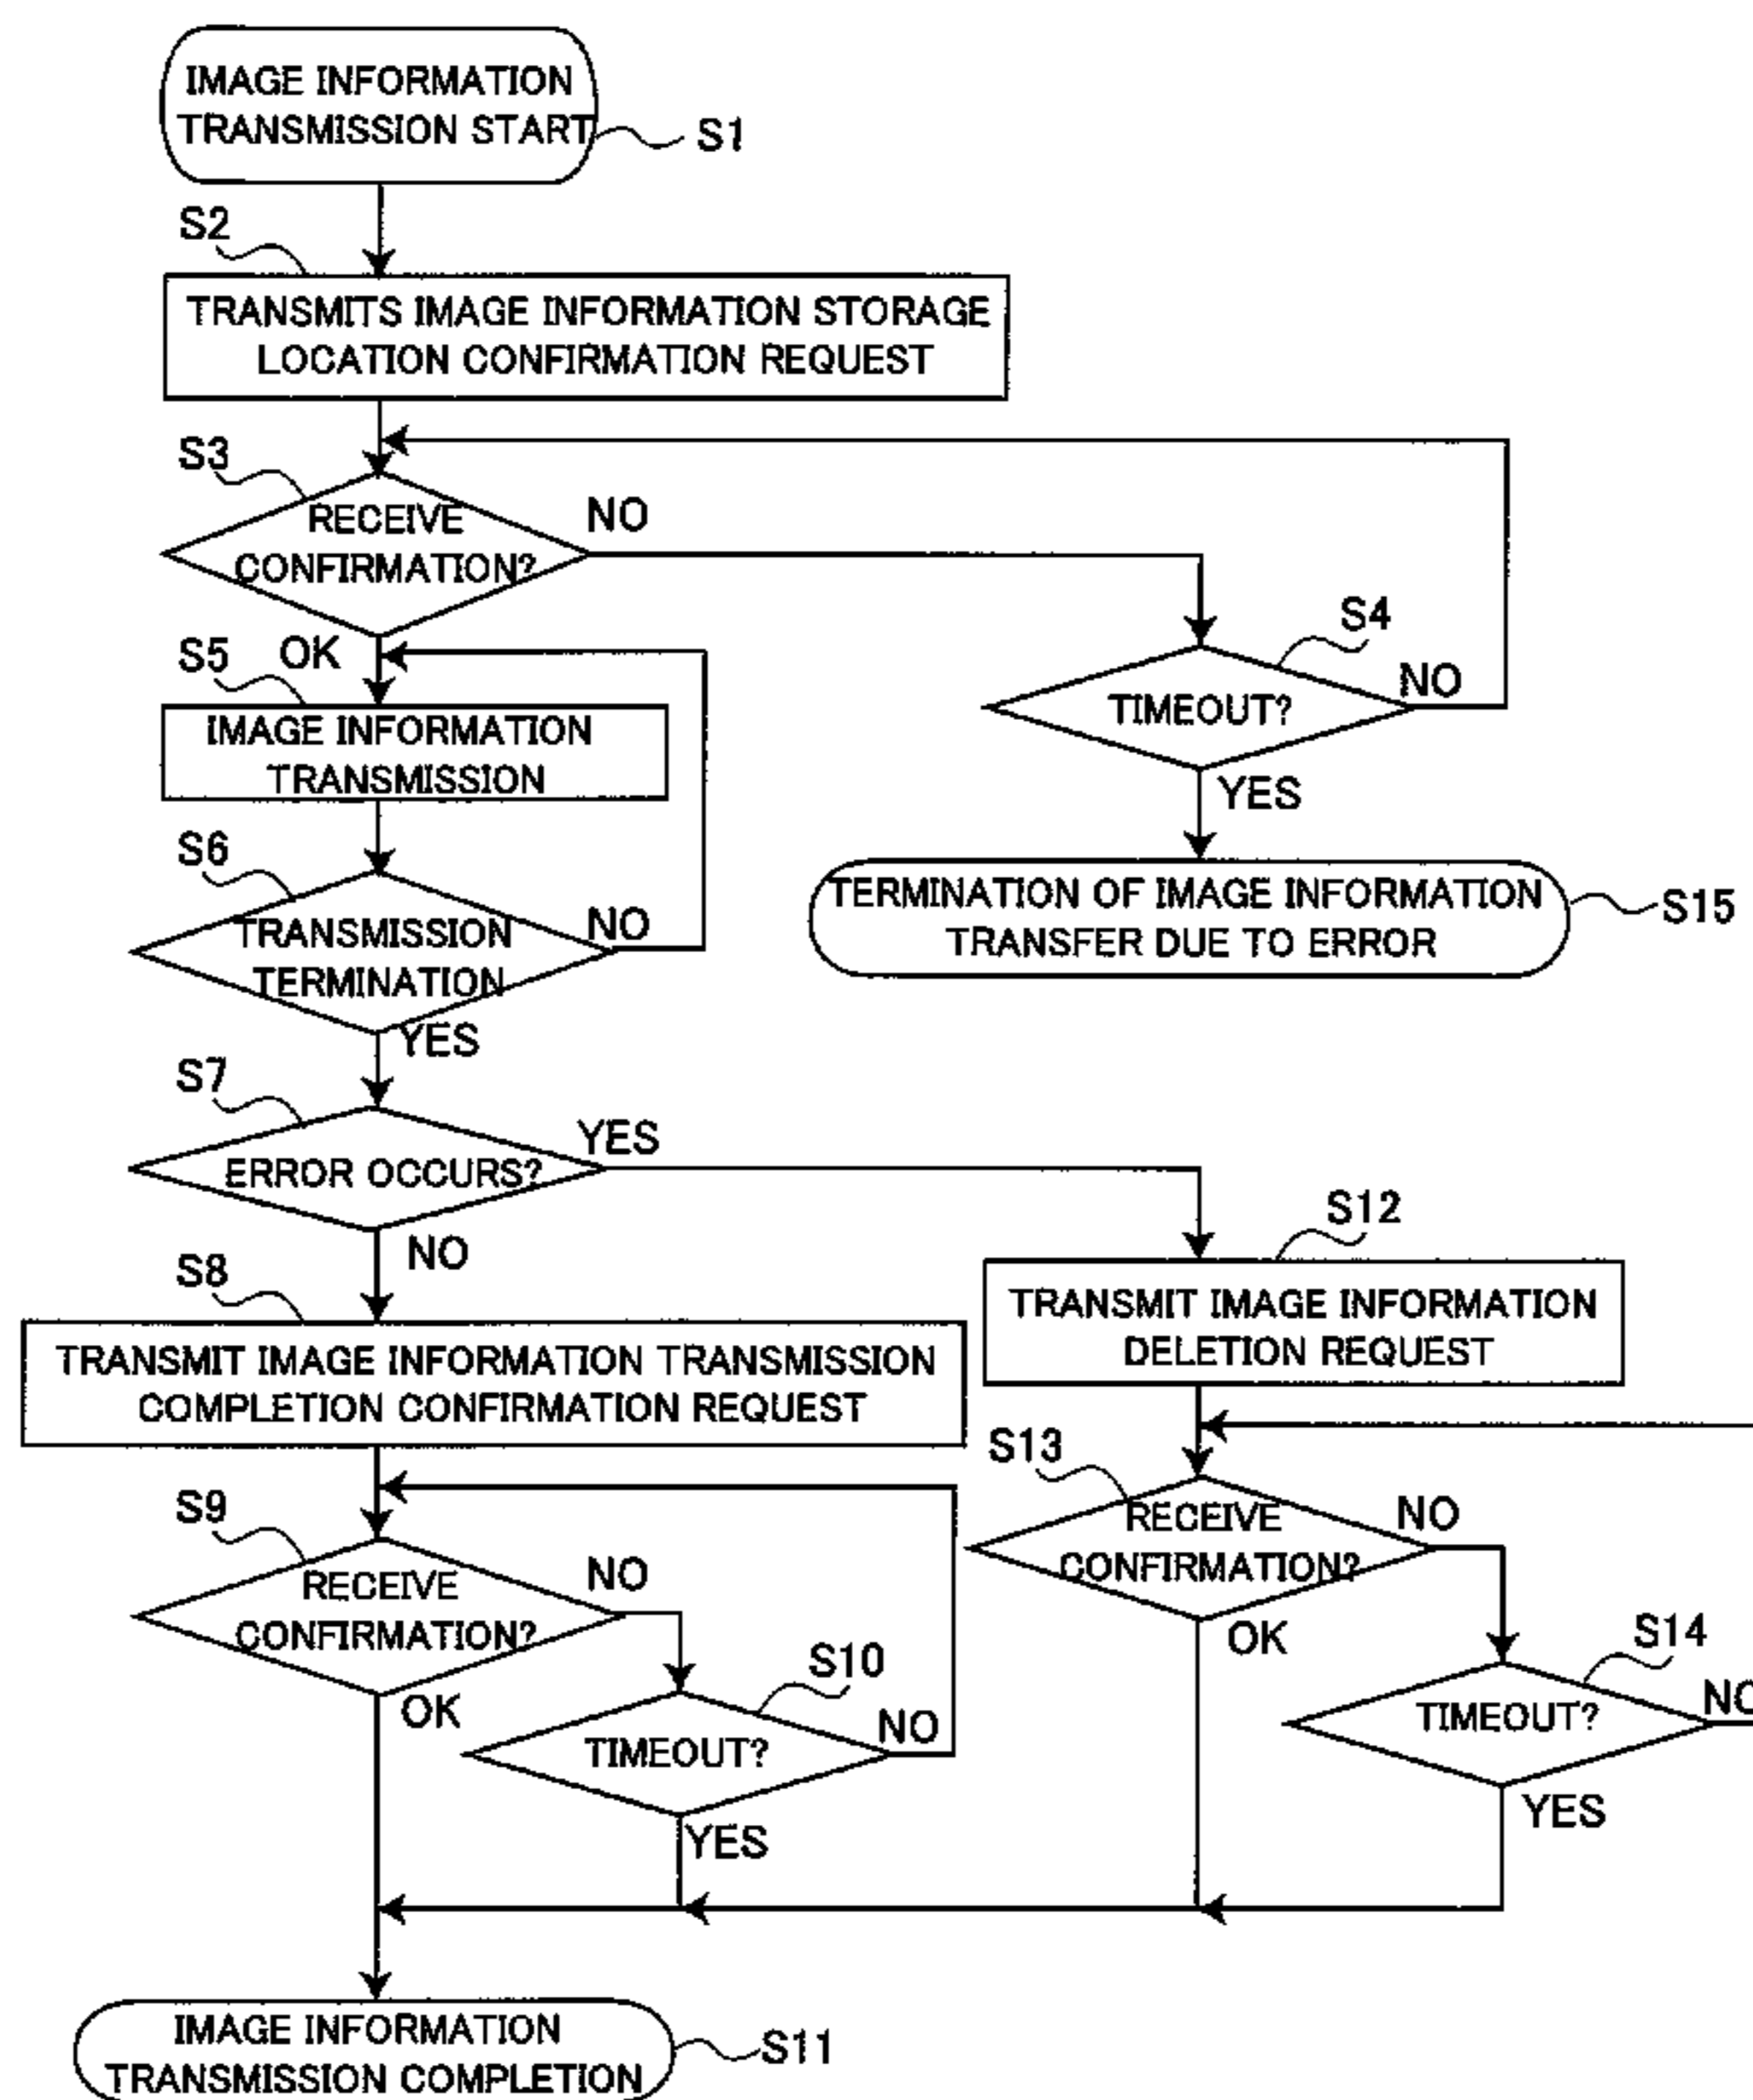 IMAGE INFORMATION
TRANSMISSION START
S1
S2
TRANSMITS IMAGE INFORMATION STORAGE
LOCATION CONFIRMATION REQUEST
S3
RECEIVE
CONFIRMATION?
NO
OK
S4
TIMEOUT?
NO
YES
S5
IMAGE INFORMATION
TRANSMISSION
S6
TRANSMISSION
TERMINATION
NO
YES
TERMINATION OF IMAGE INFORMATION
TRANSFER DUE TO ERROR
S15
S7
ERROR OCCURS?
YES
NO
S8
TRANSMIT IMAGE INFORMATION TRANSMISSION
COMPLETION CONFIRMATION REQUEST
S12
TRANSMIT IMAGE INFORMATION
DELETION REQUEST
S9
RECEIVE
CONFIRMATION?
NO
OK
S10
TIMEOUT?
NO
YES
S13
RECEIVE
CONFIRMATION?
NO
OK
S14
TIMEOUT?
NO
YES
IMAGE INFORMATION
TRANSMISSION COMPLETION
S11